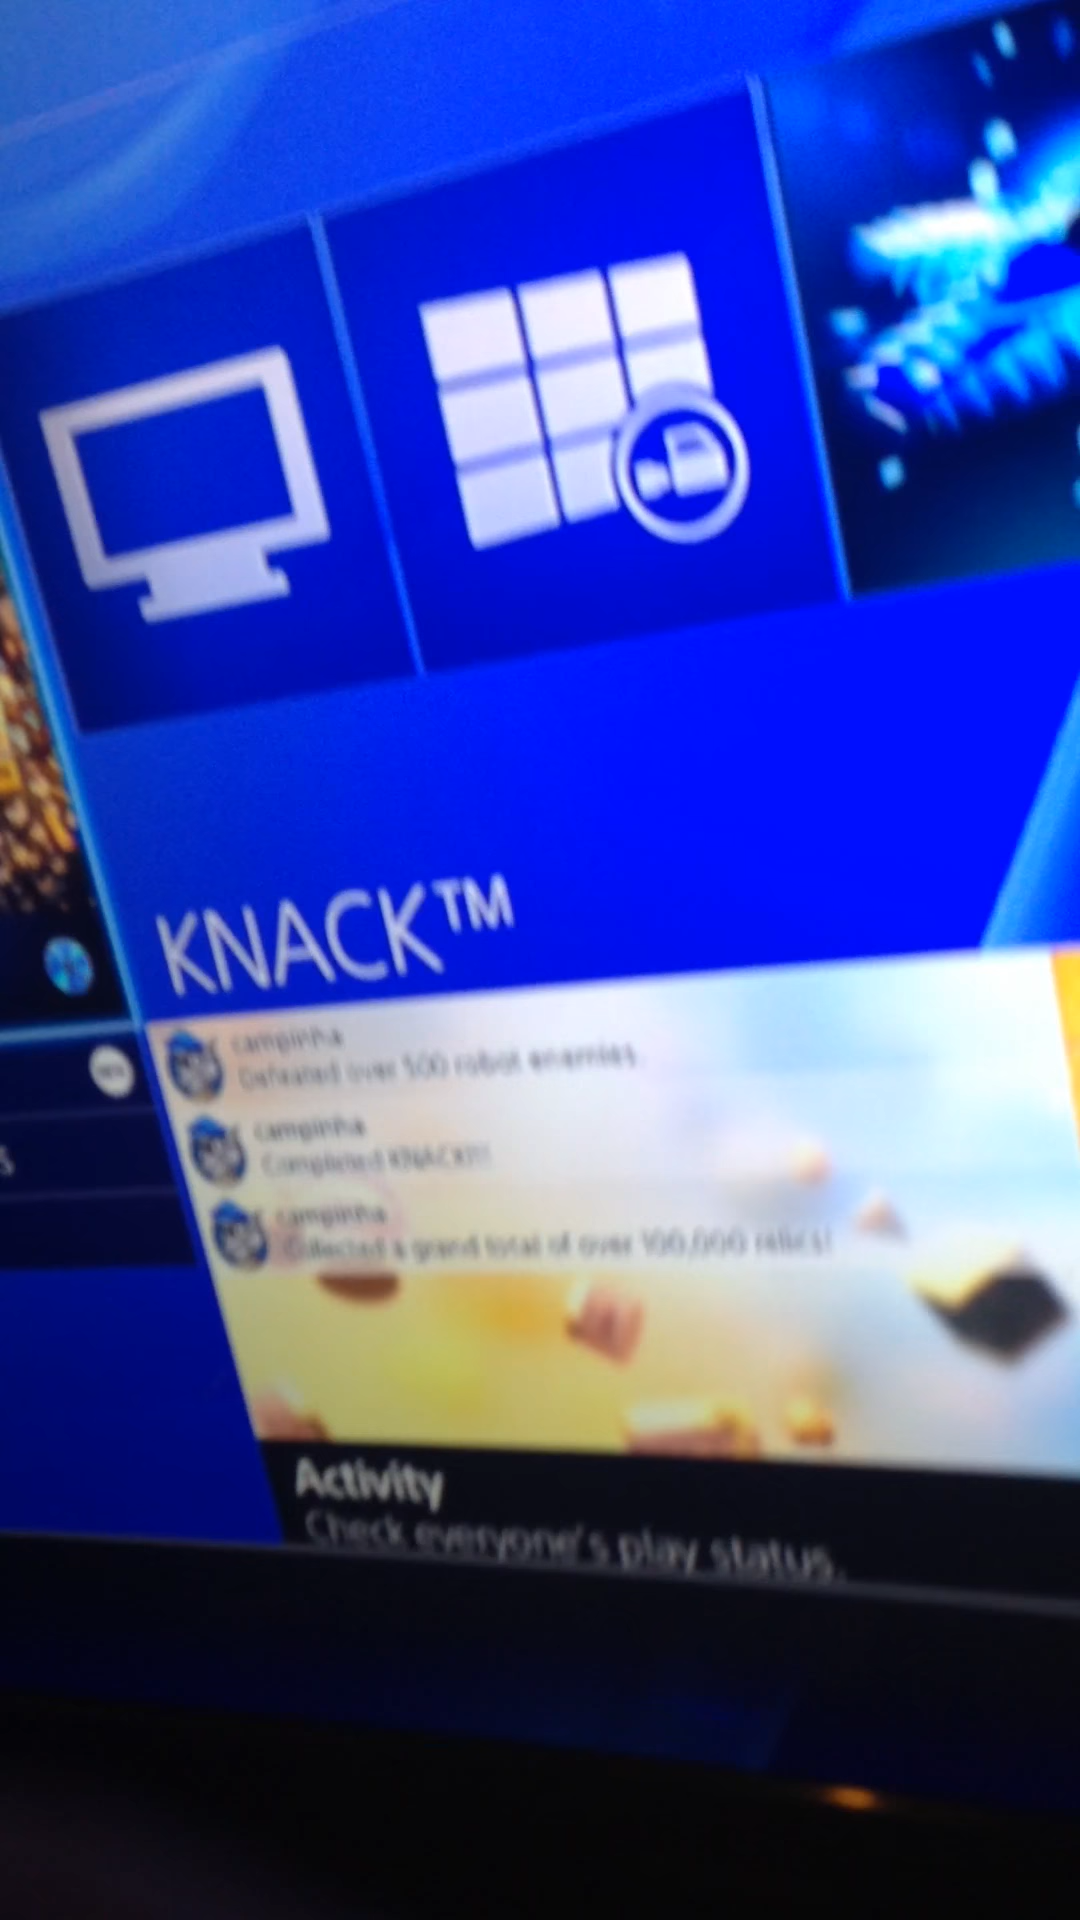 KNACK™
campinha
Defeated over 500 robot enemies.
campinha
Completed KNACK!!!
S
campinha
Collected a grand total of over 100,000 relics!
Activity
Check everyone's play status.